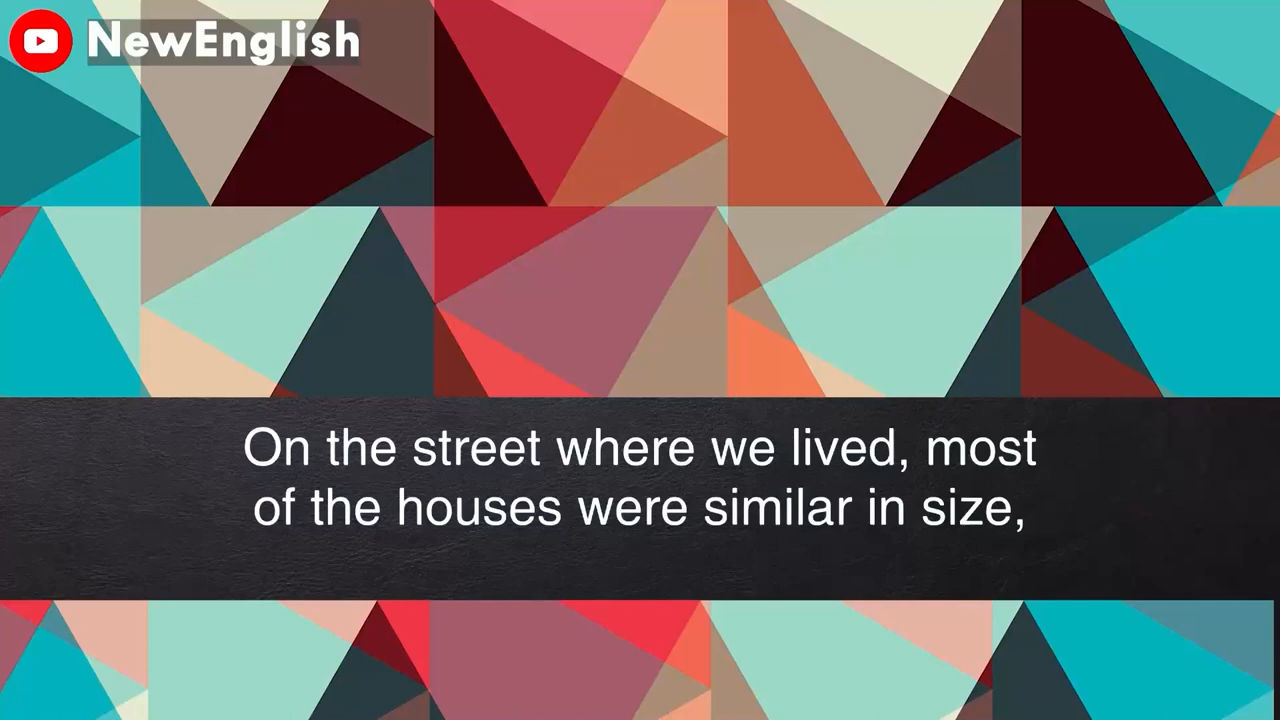 NewEnglish
On the street where we lived, most
of the houses were similar in size,